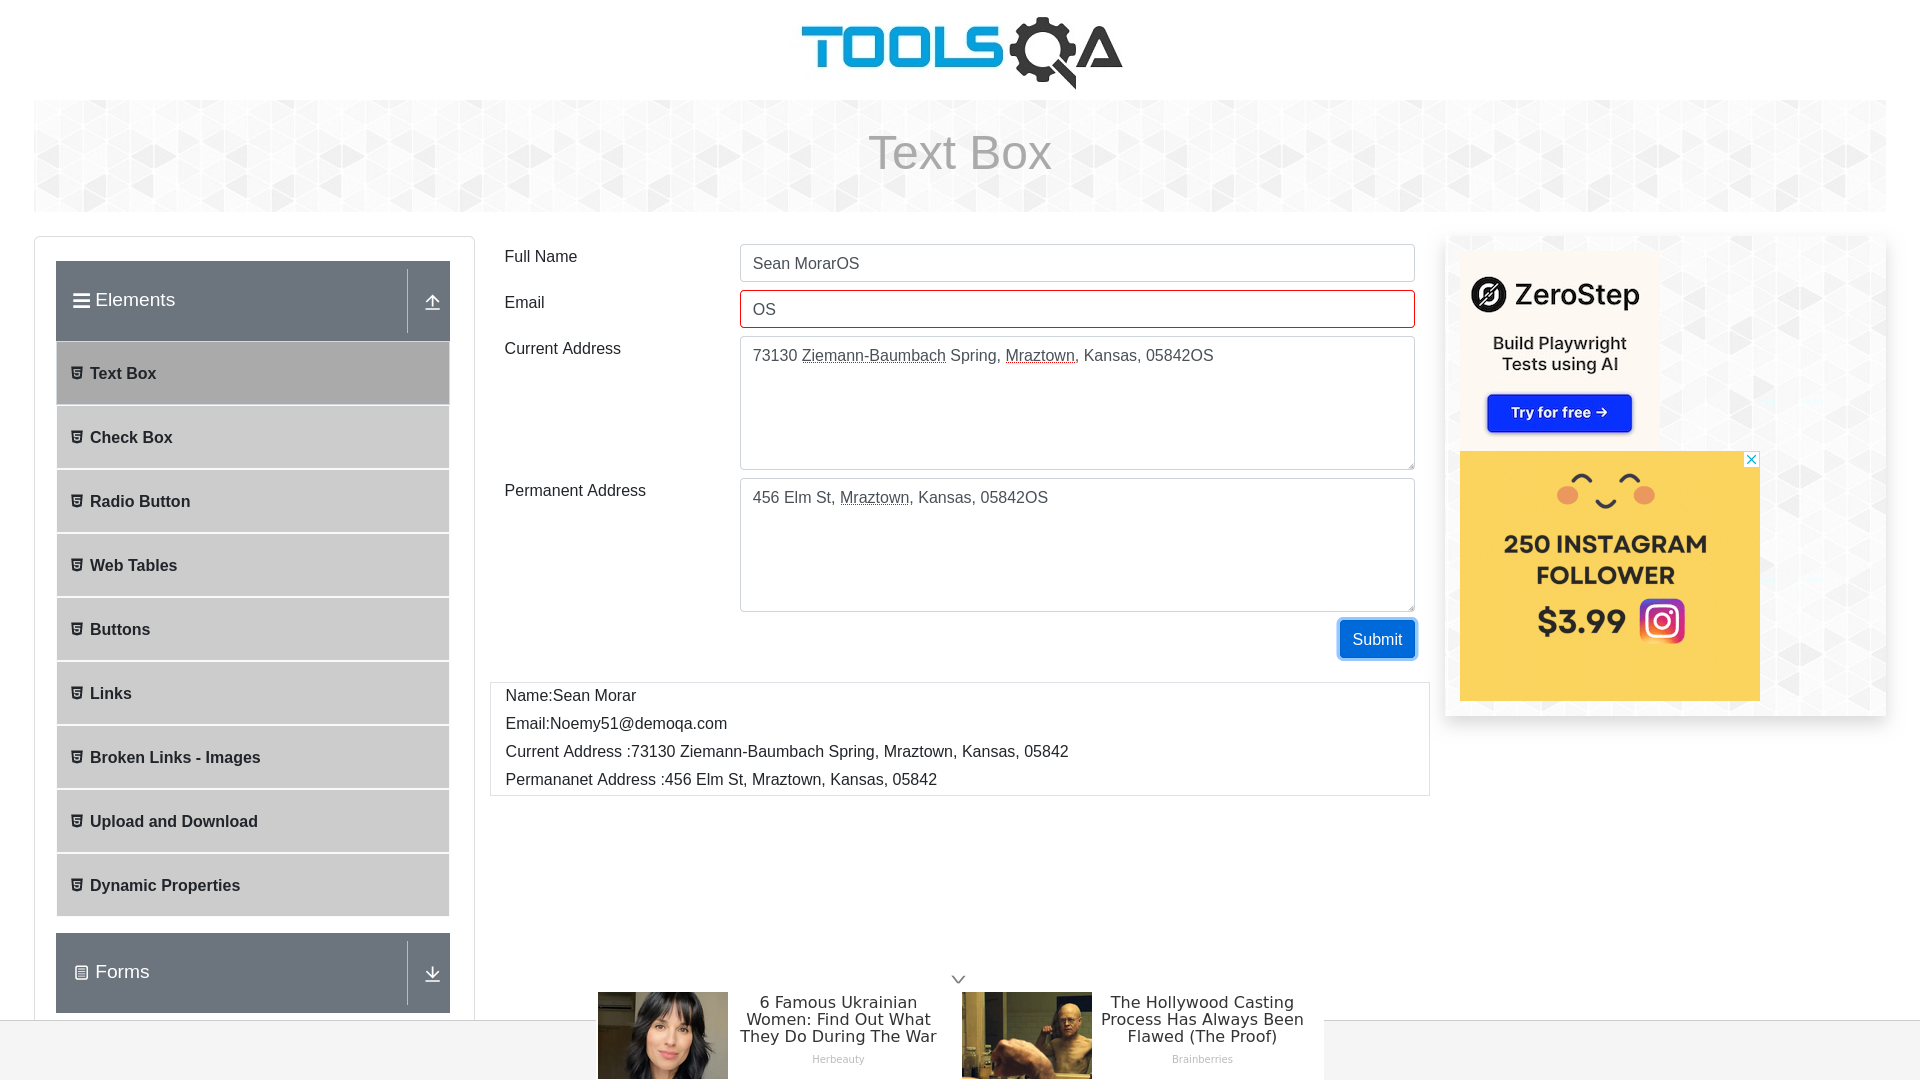 TOOLSQA
Text Box
Elements
Text Box
Check Box
Radio Button
Web Tables
Buttons
Links
Broken Links - Images
Upload and Download
Dynamic Properties
Forms
Full Name
Sean MorarOS
Email
OS
Current Address
73130 Ziemann-Baumbach Spring, Mraztown, Kansas, 05842OS
Permanent Address
456 Elm St, Mraztown, Kansas, 05842OS
Submit
Name:Sean Morar
Email:Noemy51@demoqa.com
Current Address :73130 Ziemann-Baumbach Spring, Mraztown, Kansas, 05842
Permananet Address :456 Elm St, Mraztown, Kansas, 05842
ZeroStep
Build Playwright
Tests using AI
Try for free →
250 INSTAGRAM
FOLLOWER
$3.99
6 Famous Ukrainian
Women: Find Out What
They Do During The War
Herbeauty
The Hollywood Casting
Process Has Always Been
Flawed (The Proof)
Brainberries